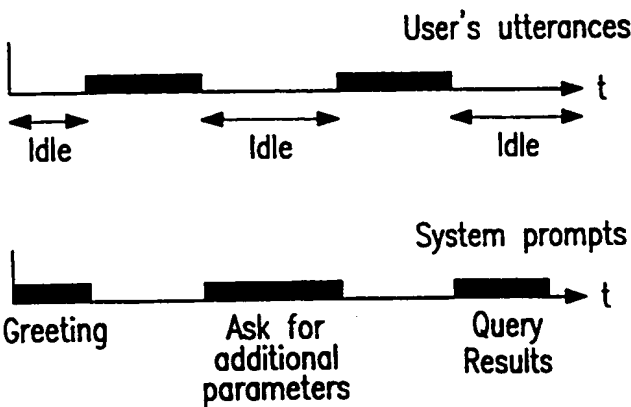 User's utterances
t
Idle
Idle
Idle
System prompts
t
Greeting
Ask for
additional
parameters
Query
Results